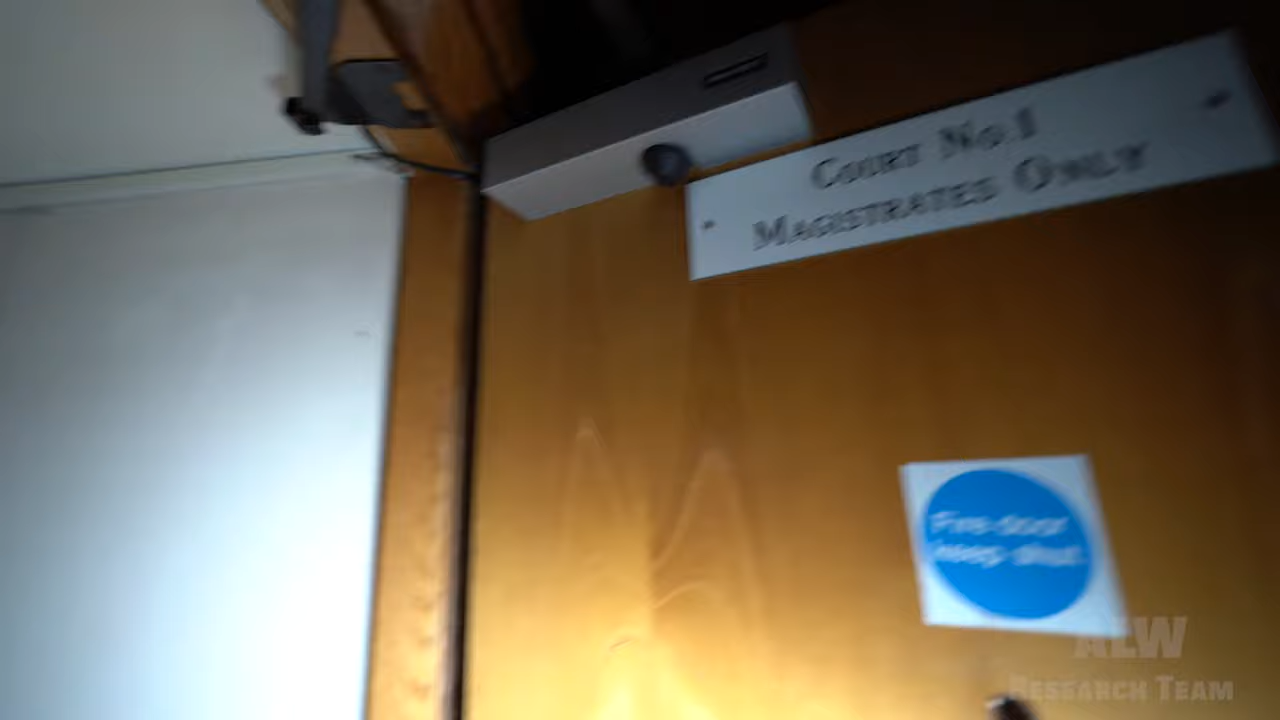 COURT NO.1
MAGISTRATES ONLY
Fire door
keep shut
ALW
RESEARCH TEAM